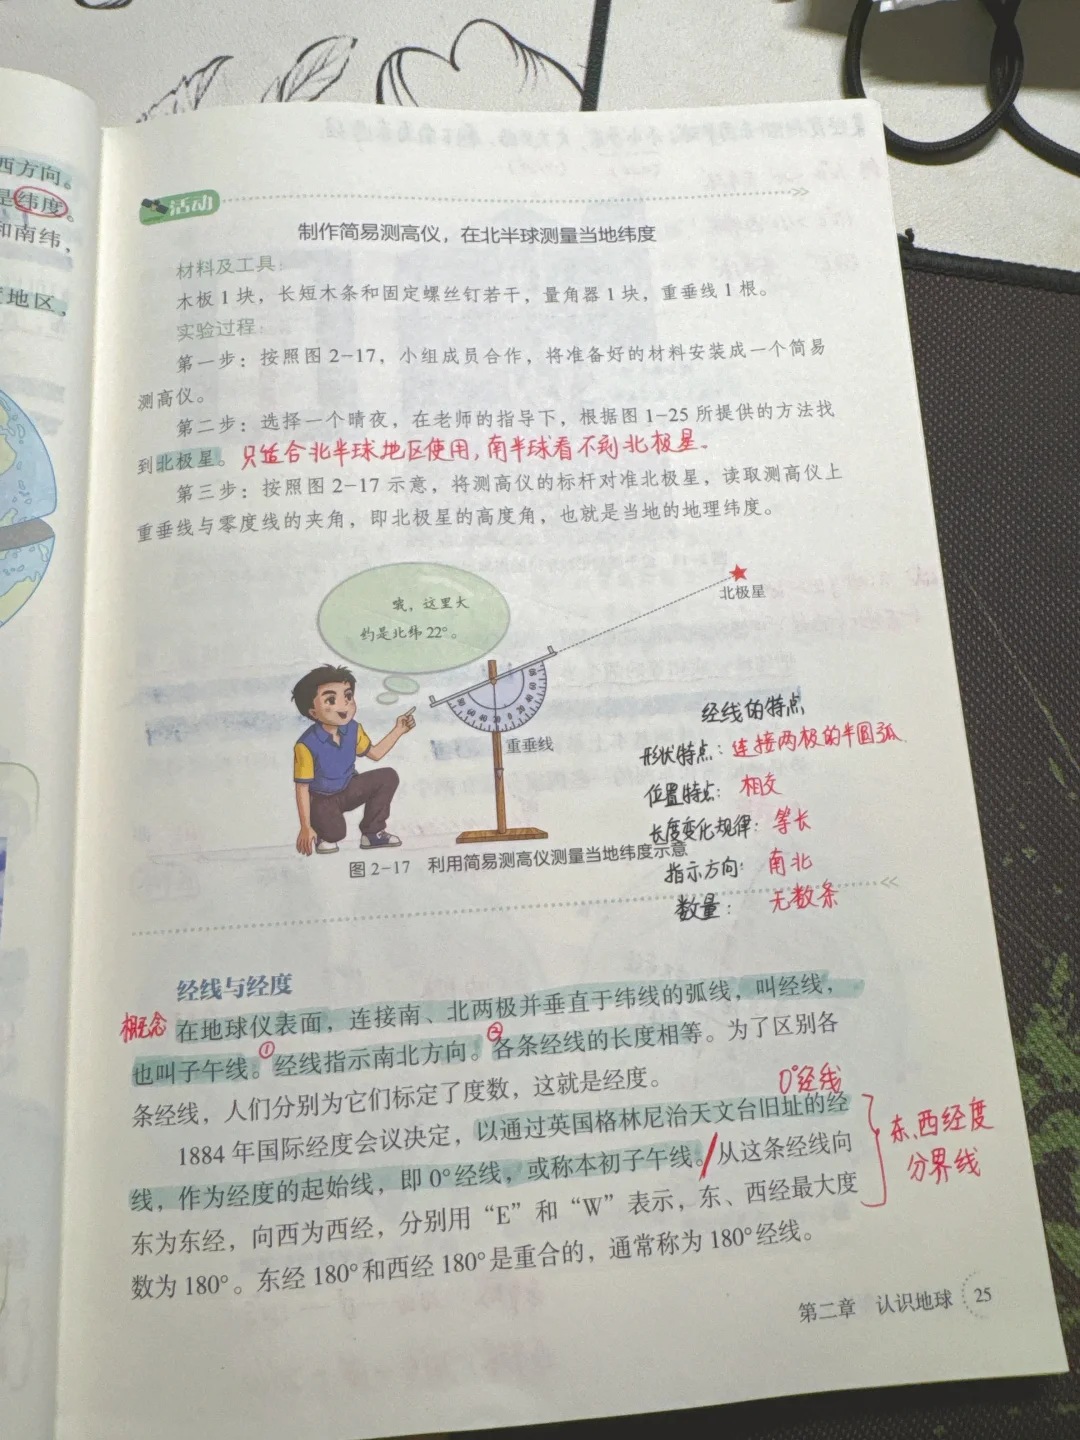 西方向。
是纬度。
和南纬，
地区，
活动
制作简易测高仪，在北半球测量当地纬度
材料及工具：
木板1块，长短木条和固定螺丝钉若干，量角器1块，重垂线1根。
实验过程：
第一步：按照图2-17，小组成员合作，将准备好的材料安装成一个简易
测高仪。
第二步：选择一个晴夜，在老师的指导下，根据图1-25所提供的方法找
到北极星。只适合北半球地区使用，南半球看不到北极星。
第三步：按照图2-17示意，将测高仪的标杆对准北极星，读取测高仪上
重垂线与零度线的夹角，即北极星的高度角，也就是当地的地理纬度。
哦，这里大
约是北纬22°。
北极星
重垂线
经线的特点
形状特点：连接两极的半圆弧
位置特点：相交
长度变化规律：等长
图2-17 利用简易测高仪测量当地纬度示意
指示方向：南北
数量：无数条
经线与经度
概念 在地球仪表面，连接南、北两极并垂直于纬线的弧线，叫经线，
也叫子午线。①经线指示南北方向。②各条经线的长度相等。为了区别各
条经线，人们分别为它们标定了度数，这就是经度。
0°经线
1884年国际经度会议决定，以通过英国格林尼治天文台旧址的经
线，作为经度的起始线，即0°经线，或称本初子午线。从这条经线向
东为东经，向西为西经，分别用“E”和“W”表示，东、西经最大度
数为180°。东经180°和西经180°是重合的，通常称为180°经线。
东、西经度
分界线
第二章 认识地球 25